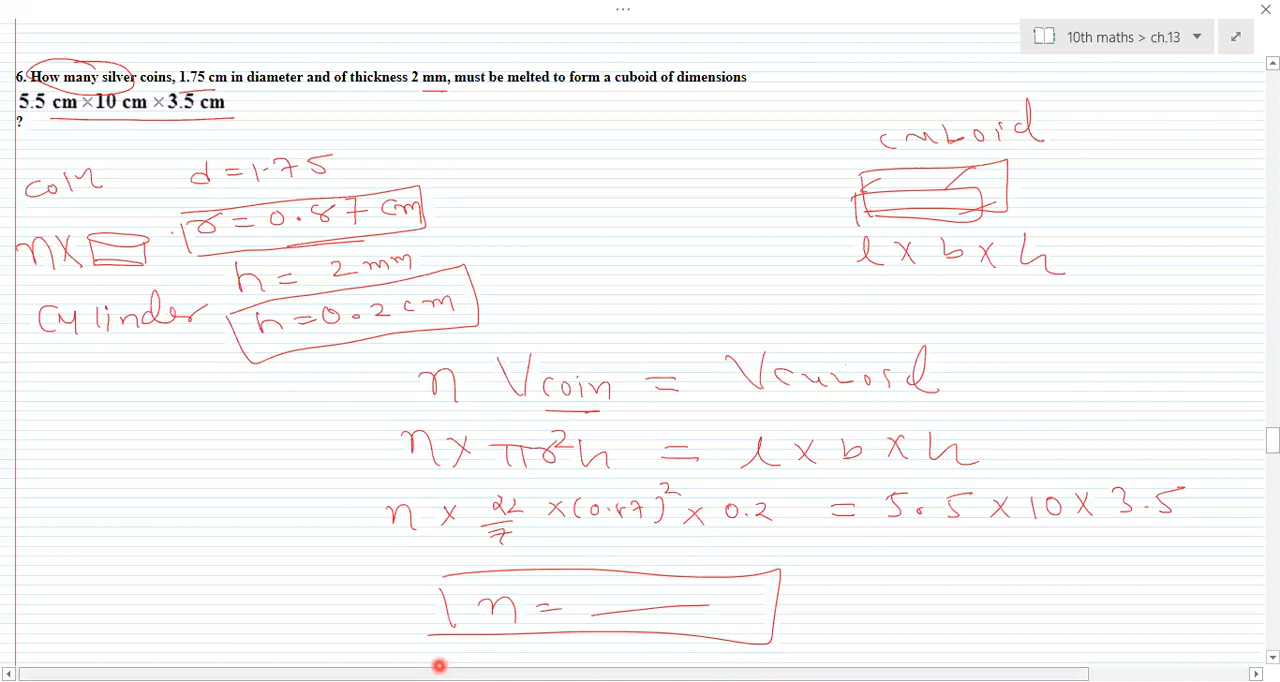 10th maths > ch.13
6. How many silver coins, 1.75 cm in diameter and of thickness 2 mm, must be melted to form a cuboid of dimensions
5.5 cm×10 cm×3.5 cm
?
cuboid
coin d = 1.75
r = 0.87 cm
n×
l × b × h
h = 2 mm
cylinder
h = 0.2 cm
n Vcoin = Vcuboid
n× πr²h = l × b × h
n × 22/7 ×(0.87)² × 0.2 = 5.5 × 10 × 3.5
n =